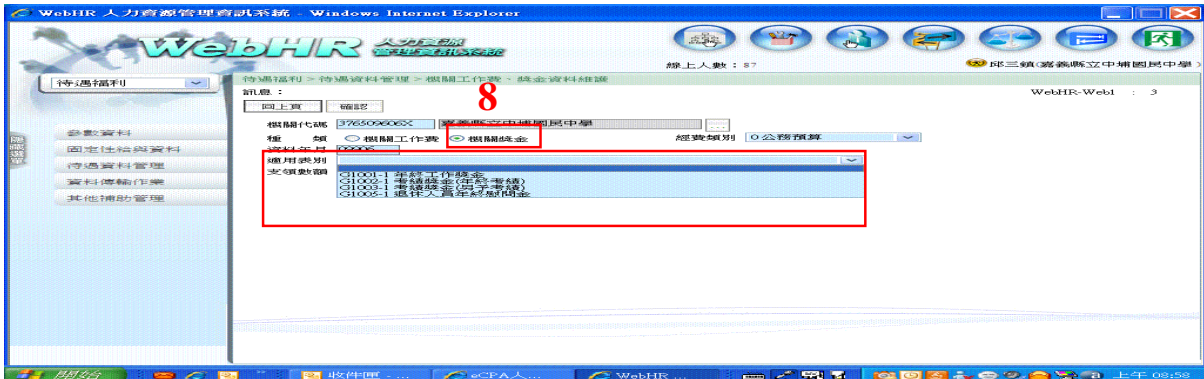 WebHR 人力資源管理資訊系統 - Windows Internet Explorer
WebHR 人力資源管理資訊系統
線上人數：87
邱三鎮(嘉義縣立中埔國民中學)
待遇福利
待遇福利 > 待遇資料管理 > 機關工作費、獎金資料維護
訊息：
WebHR-Web1 : 3
回上頁 確認
8
機關代碼 376509606X 嘉義縣立中埔國民中學 ...
種 類 機關工作費 機關獎金 經費類別 0公務預算
資料年月 09906
適用表別
支領數額
G1001-1 年終工作獎金
G1002-1 考績獎金(年終考績)
G1003-1 考績獎金(另予考績)
G1005-1 退休人員年終慰問金
參數資料
固定性給與資料
待遇資料管理
資料傳輸作業
其他補助管理
開始
收件匣 - ...
eCPA人...
WebHR ...
上午 08:58